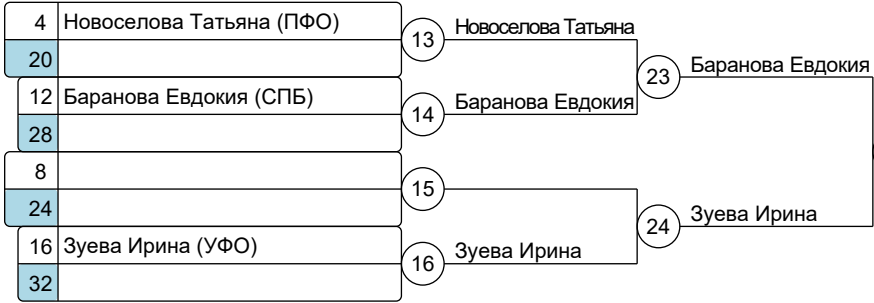 4 Новоселова Татьяна (ПФО)
20
13
Новоселова Татьяна
12 Баранова Евдокия (СПБ)
28
14
Баранова Евдокия
23
Баранова Евдокия
8
24
15
16 Зуева Ирина (УФО)
32
16
Зуева Ирина
24
Зуева Ирина